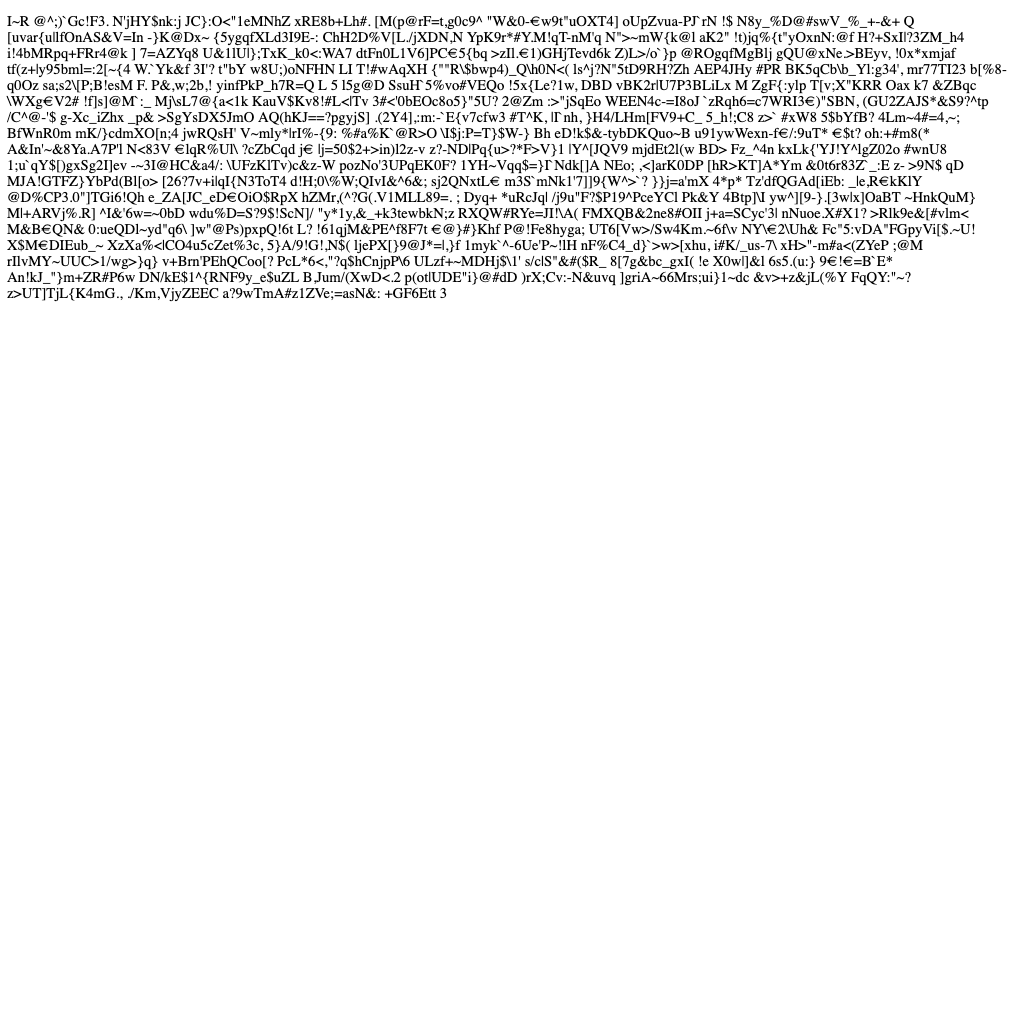 I~R @^;)`Gc!F3. N'jHY$nk:j JC}:O<"1eMNhZ xRE8b+Lh#. [M(p@rF=t,g0c9^ "W&0-€w9t"uOXT4] oUpZvua-PJ`rN !$ N8y_%D@#swV_%_+-&+ Q
[uvar{u|lfOnAS&V=In -}K@Dx~ {5ygqfXLd3I9E-: ChH2D%V[L./jXDN,N YpK9r*#Y.M!qT-nM'q N">~mW{k@l aK2" !t)jq%{t"yOxnN:@f H?+SxI|?3ZM_h4
i!4bMRpq+FRr4@k ] 7=AZYq8 U&1lU|};TxK_k0<:WA7 dtFn0L1V6]PC€5{bq >zIl.€1)GHjTevd6k Z)L>/o`}p @ROgqfMgBlj gQU@xNe.>BEyv, !0x*xmjaf
tf(z+|y95bml=:2[~{4 W.`Yk&f 3I'? t"bY w8U;)oNFHN LI T!#wAqXH {""R\$bwp4)_Q\h0N<( ls^j?N"5tD9RH?Zh AEP4JHy #PR BK5qCb\b_Yl:g34', mr77TI23 b[%8-
q0Oz sa;s2\[P;B!esM F. P&,w;2b,! yinfPkP_h7R=Q L 5 l5g@D SsuH`5%vo#VEQo !5x{Le?1w, DBD vBK2r|U7P3BLiLx M ZgF{:ylp T[v;X"KRR Oax k7 &ZBqc
\WXg€V2# !f]s]@M`:_ Mj\sL7@{a<1k KauV$Kv8!#L<|Tv 3#<'0bEOc8o5}"5U? 2@Zm :>"jSqEo WEEN4c-=I8oJ `zRqh6=c7WRI3€)"SBN, (GU2ZAJS*&S9?^tp
/C^@-'$ g-Xc_iZhx _p& >SgYsDX5JmO AQ(hKJ==?pgyjS] .(2Y4],:m:-`E{v7cfw3 #T^K, |I`nh, }H4/LHm[FV9+C_ 5_h!;C8 z>` #xW8 5$bYfB? 4Lm~4#=4,~;
BfWnR0m mK/}cdmXO[n;4 jwRQsH' V~mly*|rI%-{9: %#a%K`@R>O \I$j:P=T}$W-} Bh eD!k$&-tybDKQuo~B u91ywWexn-f€/:9uT* €$t? oh:+#m8(*
A&In'~&8Ya.A7P'l N<83V €lqR%Ul\ ?cZbCqd j€ |j=50$2+>in)l2z-v z?-ND|Pq{u>?*F>V}1 |Y^[JQV9 mjdEt2l(w BD> Fz_^4n kxLk{'YJ!Y^lgZ02o #wnU8
1;u`qY$[)gxSg2I]ev -~3I@HC&a4/: \UFzKlTv)c&z-W pozNo'3UPqEK0F? 1YH~Vqq$=}I`Ndk[]A NEo; ,<]arK0DP [hR>KT]A*Ym &0t6r83Z`_:E z- >9N$ qD
MJA!GTFZ}YbPd(Bl[o> [26?7v+i|qI{N3ToT4 d!H;0\%W;QIvI&^6&; sj2QNxtL€ m3S`mNk1'7]]9{W^>`? }}j=a'mX 4*p* Tz'dfQGAd[iEb: _|e,R€kKlY
@D%CP3.0"]TGi6!Qh e_ZA[JC_eD€OiO$RpX hZMr,(^?G(.V1MLL89=. ; Dyq+ *uRcJq| /j9u"F?$P19^PceYCl Pk&Y 4Btp]\I yw^][9-}.[3w|x]OaBT ~HnkQuM}
M|+ARVj%.R] ^I&'6w=~0bD wdu%D=S?9$!ScN]/ "y*1y,&_+k3tewbkN;z RXQW#RYe=JI!\A( FMXQB&2ne8#OII j+a=SCyc'3| nNuoe.X#X1? >Rlk9e&[#vlm<
M&B€QN& 0:ueQDl~yd"q6\ ]w"@Ps)pxpQ!6t L? !61qjM&PE^f8F7t €@}#}Khf P@!Fe8hyga; UT6[Vw>/Sw4Km.~6f\v NY\€2\Uh& Fc"5:vDA"FGpyVi[$.~U!
X$M€DIEub_~ XzXa%<|CO4u5cZet%3c, 5}A/9!G!,N$( ljePX[}9@J*=|,}f 1myk`^-6Ue'P~!lH nF%C4_d}`>w>[xhu, i#K/_us-7\ xH>"-m#a<(ZYeP ;@M
rIlvMY~UUC>1/wg>}q} v+Brn'PEhQCoo[? PcL*6<,"?q$hCnjpP\6 ULzf+~MDHj$\1' s/c|S"&#($R_ 8[7g&bc_gxI( !e X0w|]&l 6s5.(u:} 9€!€=B`E*
An!kJ_"}m+ZR#P6w DN/kE$1^{RNF9y_e$uZL B,Jum/(XwD<.2 p(ot|UDE"i}@#dD )rX;Cv:-N&uvq ]griA~66Mrs;ui}1~dc &v>+z&jL(%Y FqQY:"~?
z>UT]TjL{K4mG., ./Km,VjyZEEC a?9wTmA#z1ZVe;=asN&: +GF6Ett 3